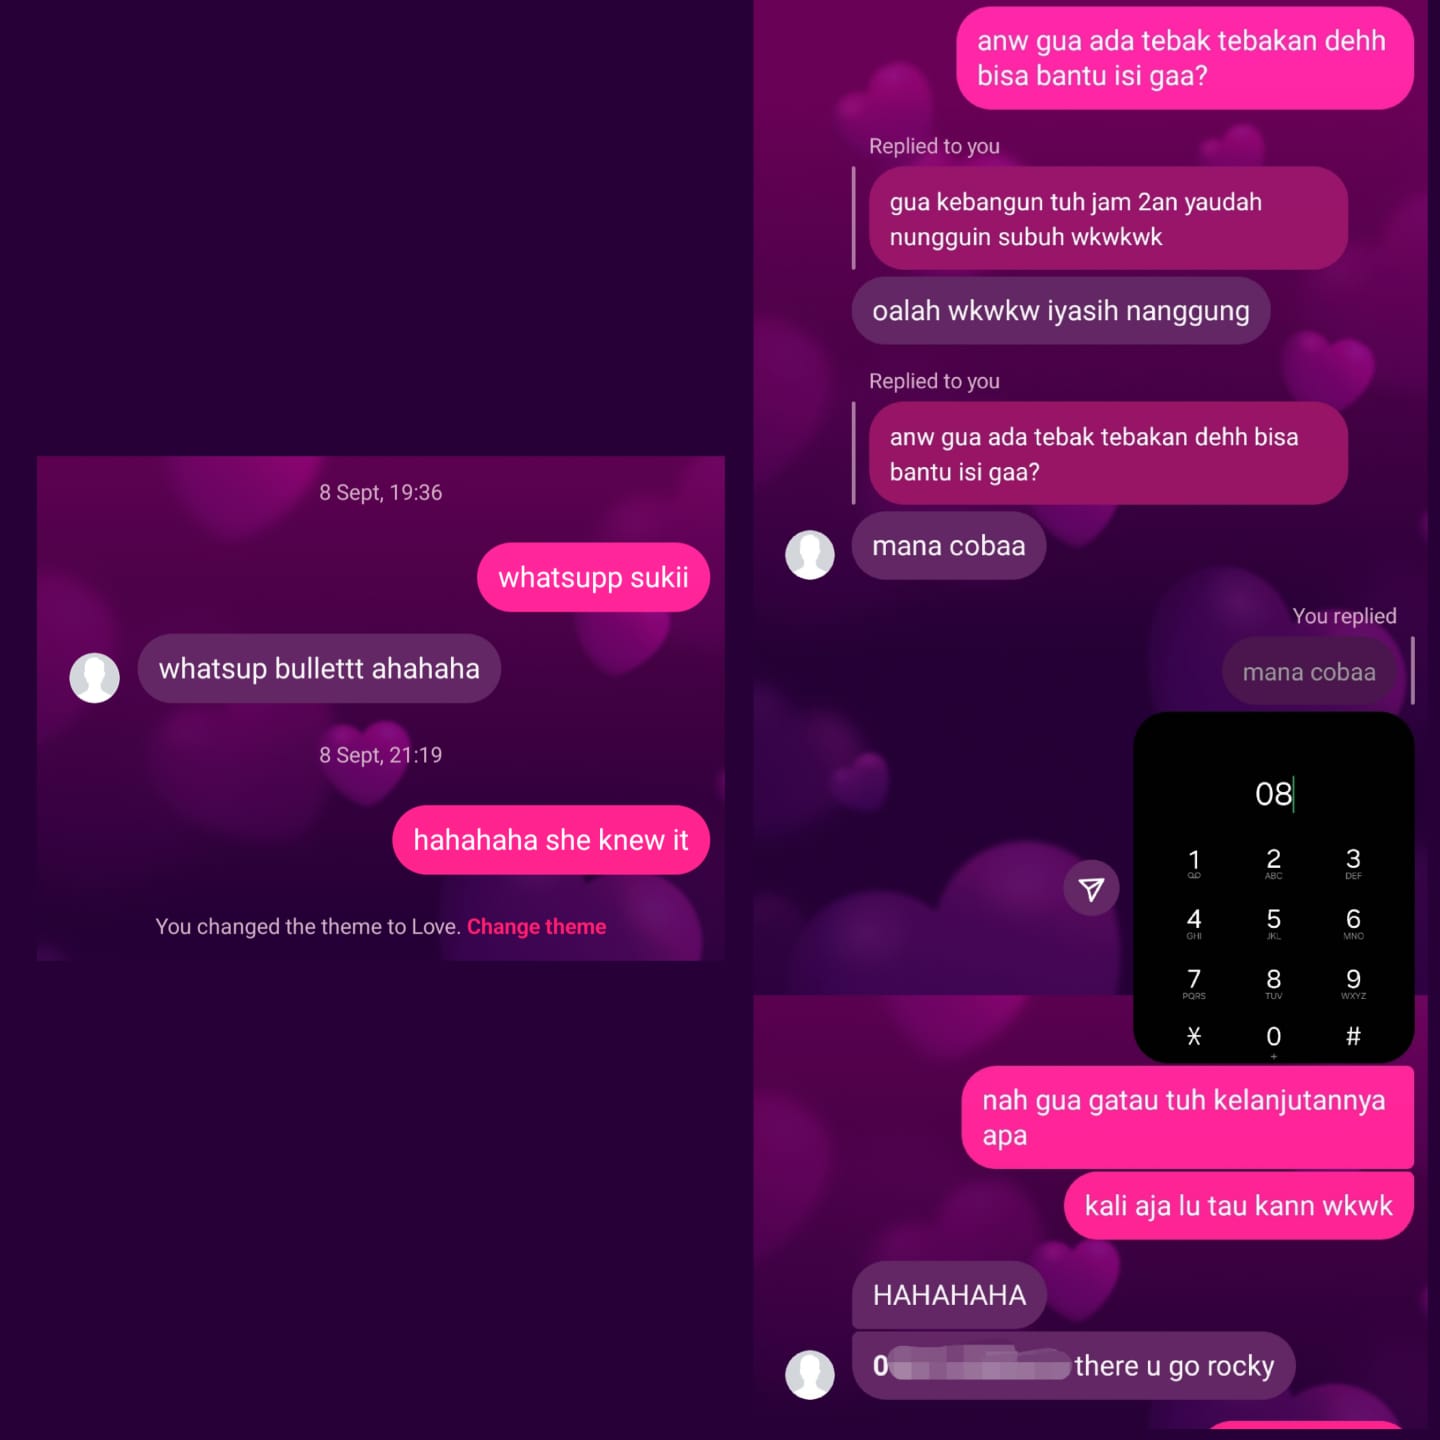 8 Sept, 19:36
whatsupp sukii
whatsup bullettt ahahaha
8 Sept, 21:19
hahahaha she knew it
You changed the theme to Love. Change theme
anw gua ada tebak tebakan dehh
bisa bantu isi gaa?
Replied to you
gua kebangun tuh jam 2an yaudah
nungguin subuh wkwkwk
oalah wkwkw iyasih nanggung
Replied to you
anw gua ada tebak tebakan dehh bisa
bantu isi gaa?
mana cobaa
You replied
mana cobaa
08
1 2 3
ABC DEF
4 5 6
GHI JKL MNO
7 8 9
PQRS TUV WXYZ
* 0 #
+
nah gua gatau tuh kelanjutannya
apa
kali aja lu tau kann wkwk
HAHAHAHA
0 there u go rocky